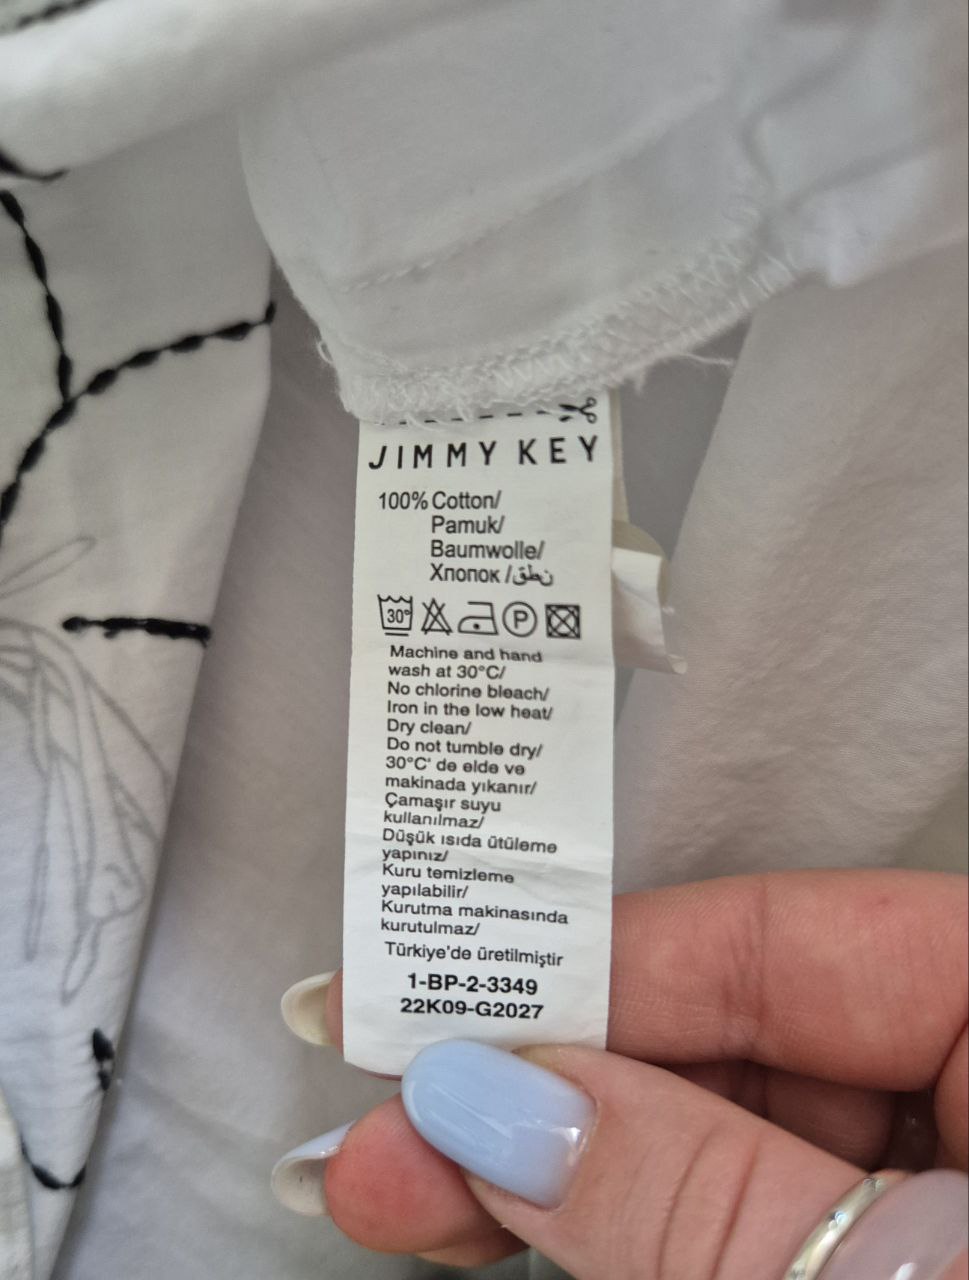 JIMMY KEY
100% Cotton/
Pamuk/
Baumwolle/
Хлопок /نطق
30°
P
Machine and hand
wash at 30°C/
No chlorine bleach/
Iron in the low heat/
Dry clean/
Do not tumble dry/
30°C' de elde ve
makinada yıkanır/
Çamaşır suyu
kullanılmaz/
Düşük ısıda ütüleme
yapınız/
Kuru temizleme
yapılabilir/
Kurutma makinasında
kurutulmaz/
Türkiye'de üretilmiştir
1-BP-2-3349
22K09-G2027